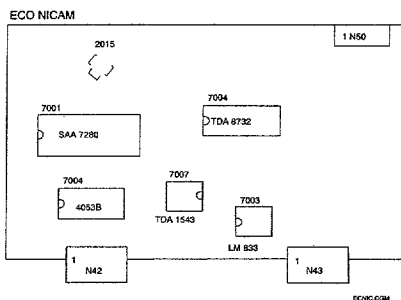 ECO NICAM
1 N50
2015
7001
7004
SAA 7280
TDA 8732
7004
7007
4053B
7003
TDA 1543
LM 833
1
N42
1
N43
ECNIC.CGM